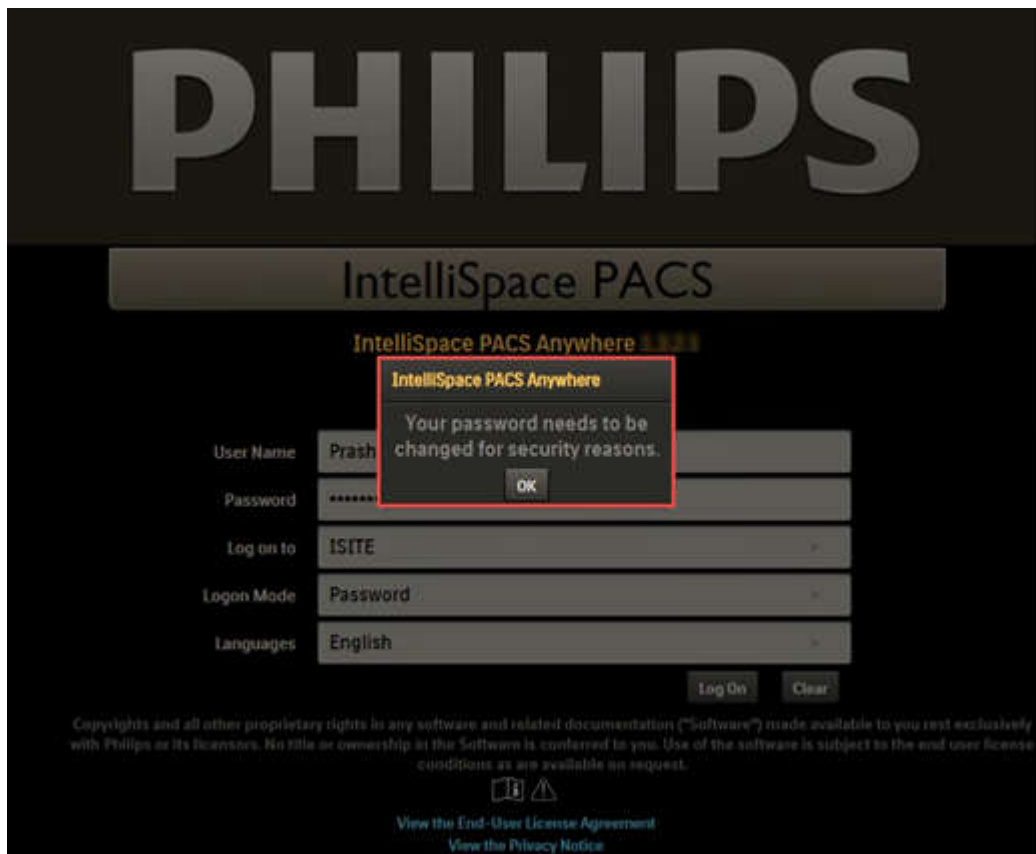 PHILIPS
IntelliSpace PACS
IntelliSpace PACS Anywhere
IntelliSpace PACS Anywhere
Your password needs to be
changed for security reasons.
OK
User Name Prash
Password ••••••••
Log on to ISITE
Logon Mode Password
Languages English
Log On Clear
Copyrights and all other proprietary rights in any software and related documentation ("Software") made available to you rest exclusively
with Philips or its licensors. No title or ownership in the Software is conferred to you. Use of the software is subject to the end user license
conditions as are available on request.
View the End-User License Agreement
View the Privacy Notice